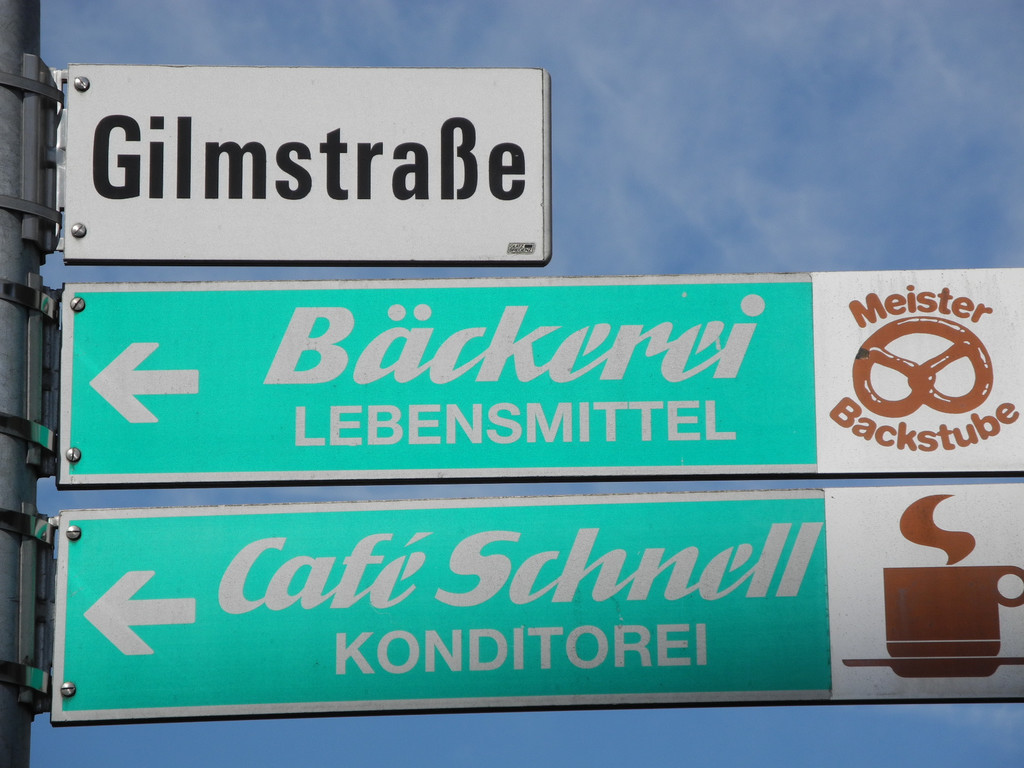 Gilmstraße
Bäckerei
LEBENSMITTEL
Meister
Backstube
Café Schnell
KONDITOREI